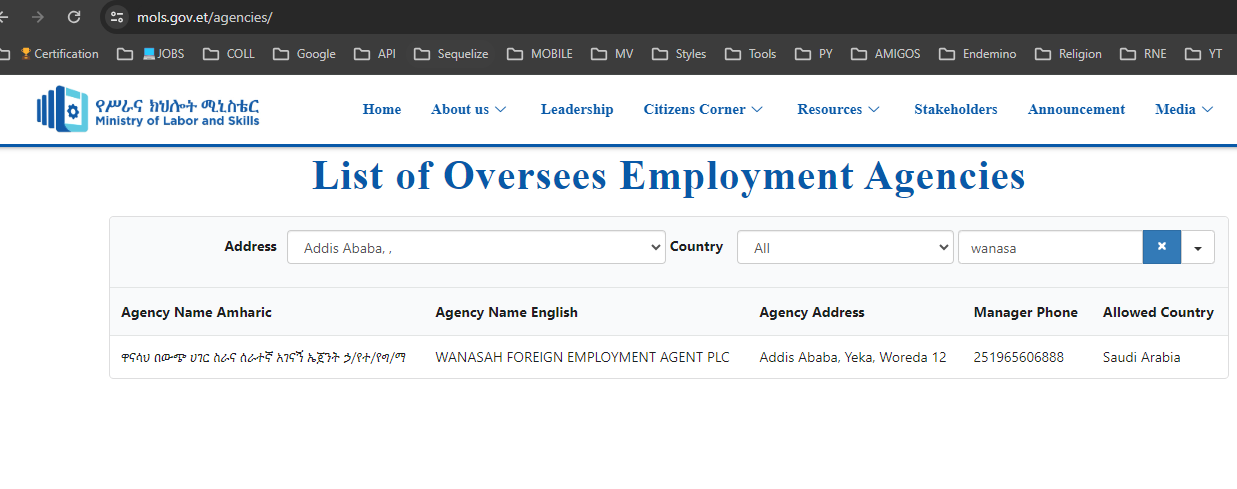 mols.gov.et/agencies/
Certification JOBS COLL Google API Sequelize MOBILE MV Styles Tools PY AMIGOS Endemino Religion RNE YT
የሥራና ክህሎት ሚኒስቴር
Ministry of Labor and Skills
Home About us Leadership Citizens Corner Resources Stakeholders Announcement Media
List of Oversees Employment Agencies
Address Addis Ababa, , Country All wanasa
Agency Name Amharic Agency Name English Agency Address Manager Phone Allowed Country
ዋናሳህ በውጭ ሀገር ስራና ሰራተኛ አገናኝ ኤጀንት ኃ/የተ/የግ/ማ WANASAH FOREIGN EMPLOYMENT AGENT PLC Addis Ababa, Yeka, Woreda 12 251965606888 Saudi Arabia